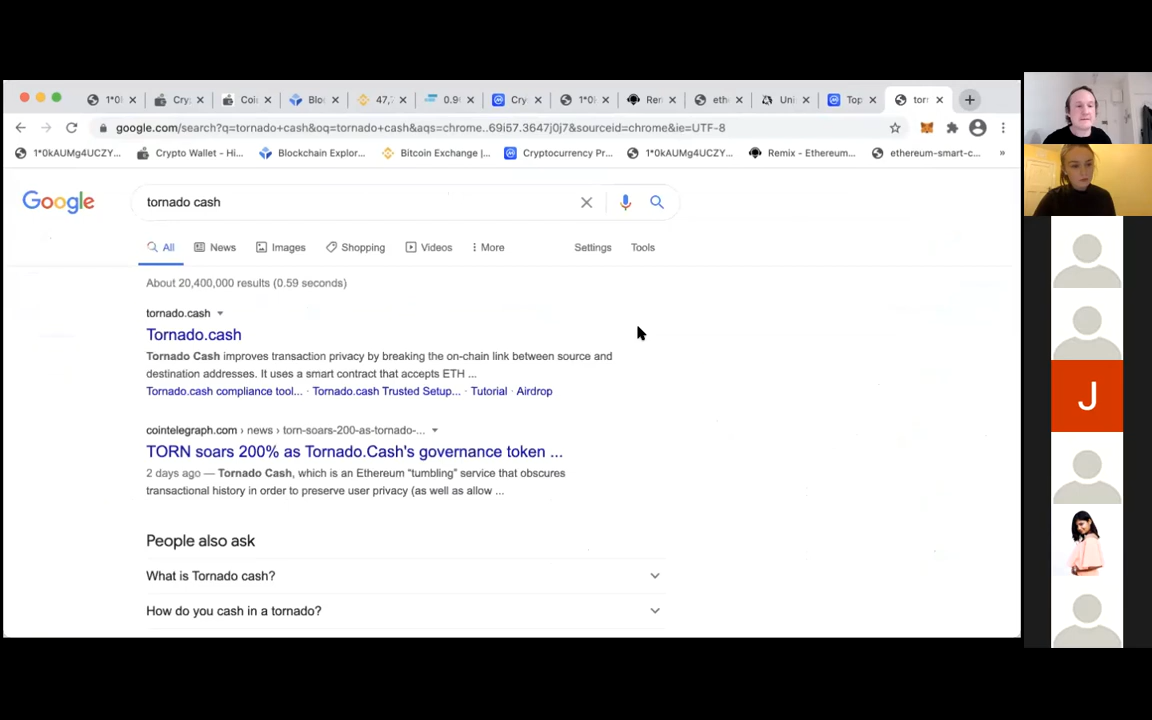 1*0l
Cry
Coi
Blo
47,7
0.9
Cry
1*0
Ren
eth
Uni
Top
torr
google.com/search?q=tornado+cash&oq=tornado+cash&aqs=chrome..69i57.3647j0j7&sourceid=chrome&ie=UTF-8
1*0kAUMg4UCZY...
Crypto Wallet - Hi...
Blockchain Explor...
Bitcoin Exchange |...
Cryptocurrency Pr...
1*0kAUMg4UCZY...
Remix - Ethereum...
ethereum-smart-c...
»
Google
tornado cash
All
News
Images
Shopping
Videos
More
Settings
Tools
About 20,400,000 results (0.59 seconds)
tornado.cash
Tornado.cash
Tornado Cash improves transaction privacy by breaking the on-chain link between source and
destination addresses. It uses a smart contract that accepts ETH ...
Tornado.cash compliance tool... · Tornado.cash Trusted Setup... · Tutorial · Airdrop
cointelegraph.com › news › torn-soars-200-as-tornado-...
TORN soars 200% as Tornado.Cash's governance token ...
2 days ago — Tornado Cash, which is an Ethereum “tumbling” service that obscures
transactional history in order to preserve user privacy (as well as allow ...
People also ask
What is Tornado cash?
How do you cash in a tornado?
J